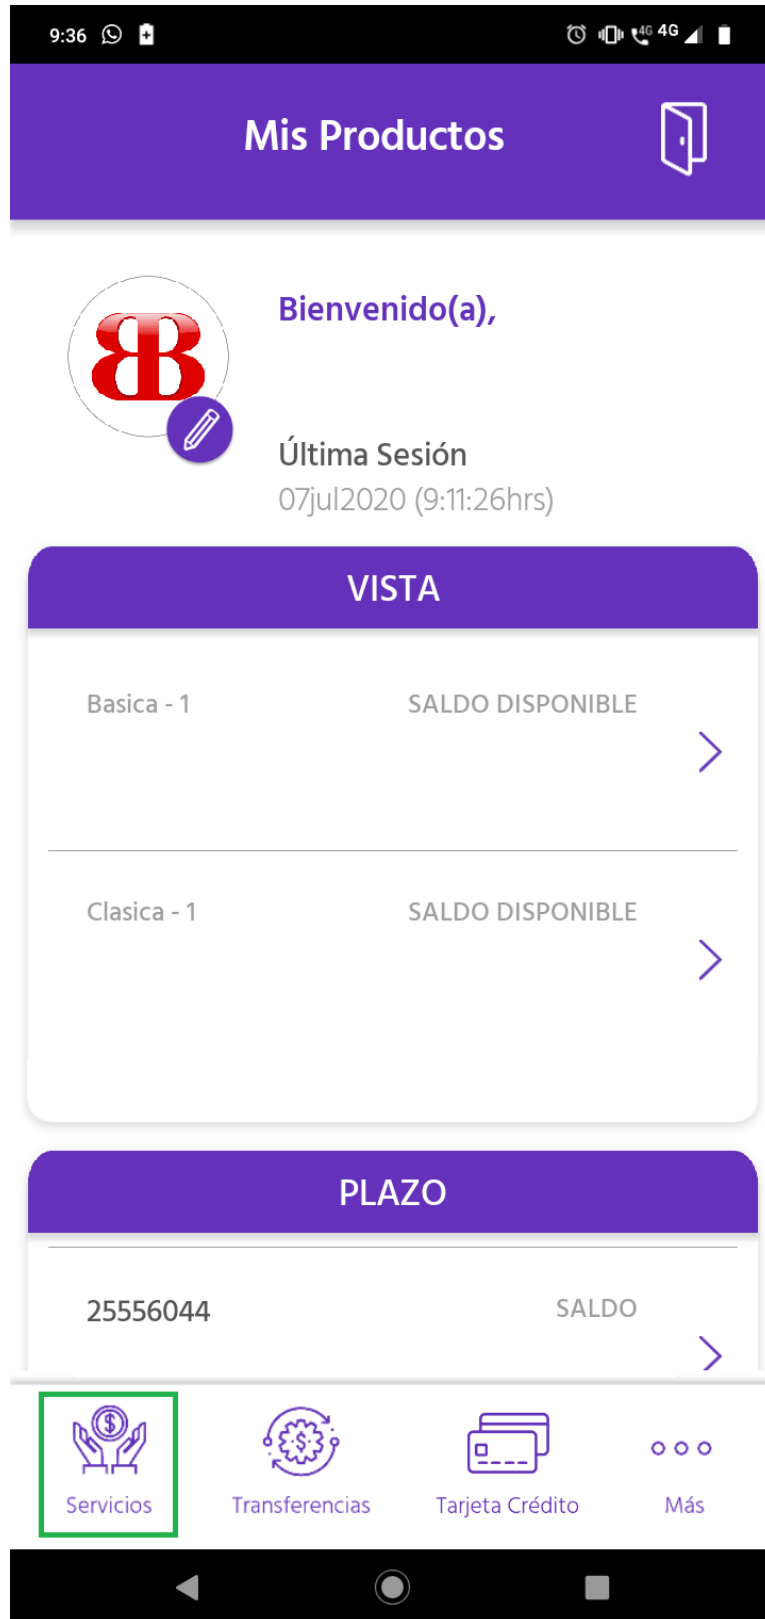 9:36 4G 4G
Mis Productos
Bienvenido(a),
Última Sesión
07jul2020 (9:11:26hrs)
VISTA
Basica - 1 SALDO DISPONIBLE
Clasica - 1 SALDO DISPONIBLE
PLAZO
25556044 SALDO
Servicios Transferencias Tarjeta Crédito Más